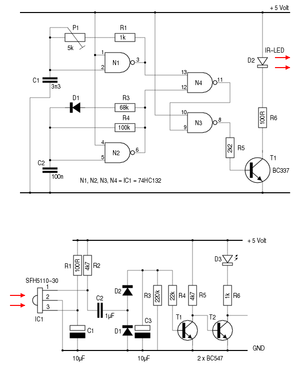 + 5 Volt
P1
R1
5k
1k
1
2
3
N1
IR-LED
D2
C1
3n3
13
12
11
N4
D1
R3
68k
R4
100k
10
9
8
N3
R6
100R
C2
100n
4
5
6
N2
R5
2k2
T1
BC337
N1, N2, N3, N4 = IC1 = 74HC132
+ 5 Volt
SFH5110-30
R1
100R
4k7
R2
D3
1
2
3
IC1
C2
1µF
D2
R3
220k
R4
22k
R5
4k7
R6
1k
C1
D1
C3
T1
T2
GND
10µF
10µF
2 x BC547